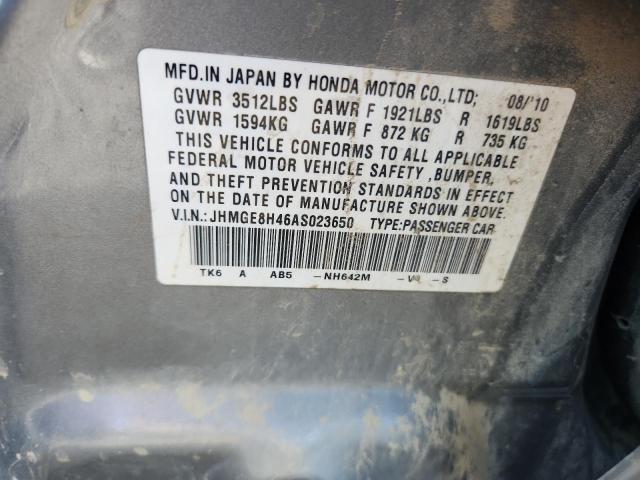 MFD.IN JAPAN BY HONDA MOTOR CO.,LTD; 08/'10
GVWR 3512LBS GAWR F 1921LBS R 1619LBS
GVWR 1594KG GAWR F 872 KG R 735 KG
THIS VEHICLE CONFORMS TO ALL APPLICABLE
FEDERAL MOTOR VEHICLE SAFETY ,BUMPER,
AND THEFT PREVENTION STANDARDS IN EFFECT
ON THE DATE OF MANUFACTURE SHOWN ABOVE.
V.I.N.:JHMGE8H46AS023650 TYPE:PASSENGER CAR
TK6 A AB5 -NH642M -V -S